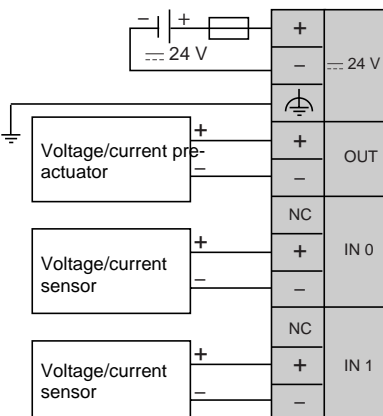 − +
+
⎓ 24 V
−
⎓ 24 V
Voltage/current pre-
actuator
+
−
+
−
OUT
NC
Voltage/current
sensor
+
−
+
−
IN 0
NC
Voltage/current
sensor
+
−
+
−
IN 1